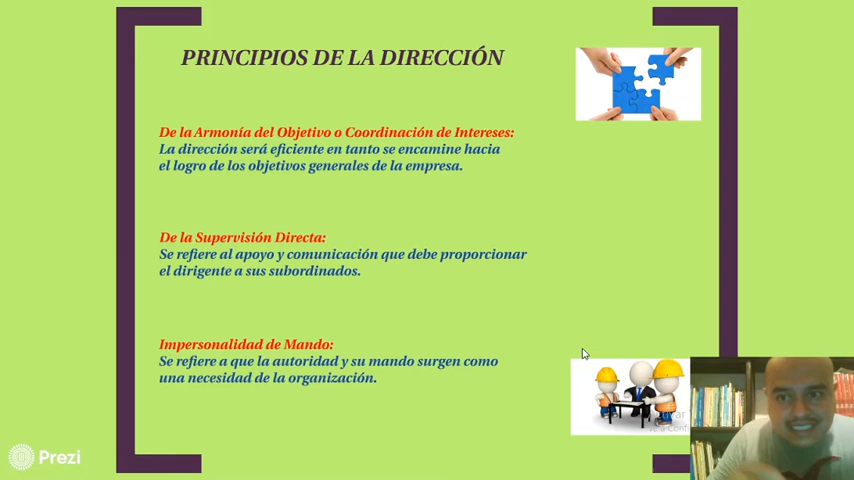 PRINCIPIOS DE LA DIRECCIÓN
De la Armonía del Objetivo o Coordinación de Intereses:
La dirección será eficiente en tanto se encamine hacia
el logro de los objetivos generales de la empresa.
De la Supervisión Directa:
Se refiere al apoyo y comunicación que debe proporcionar
el dirigente a sus subordinados.
Impersonalidad de Mando:
Se refiere a que la autoridad y su mando surgen como
una necesidad de la organización.
Prezi